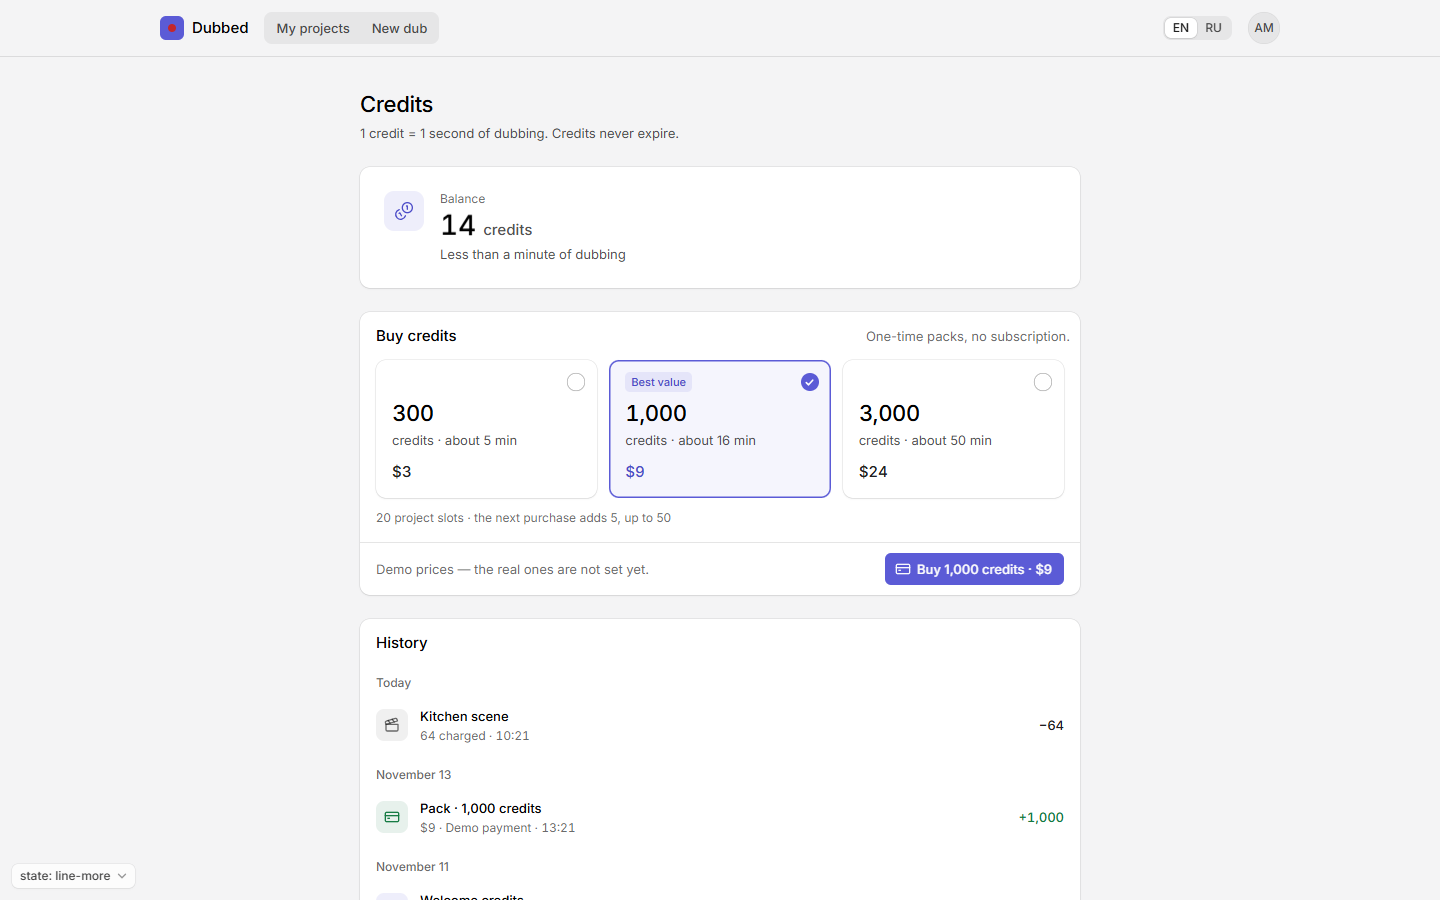 Dubbed
My projects
New dub
EN
RU
AM
Credits
1 credit = 1 second of dubbing. Credits never expire.
Balance
14 credits
Less than a minute of dubbing
Buy credits
One-time packs, no subscription.
300
credits · about 5 min
$3
Best value
1,000
credits · about 16 min
$9
3,000
credits · about 50 min
$24
20 project slots · the next purchase adds 5, up to 50
Demo prices — the real ones are not set yet.
Buy 1,000 credits · $9
History
Today
Kitchen scene
64 charged · 10:21
−64
November 13
Pack · 1,000 credits
$9 · Demo payment · 13:21
+1,000
November 11
Welcome credits
state: line-more